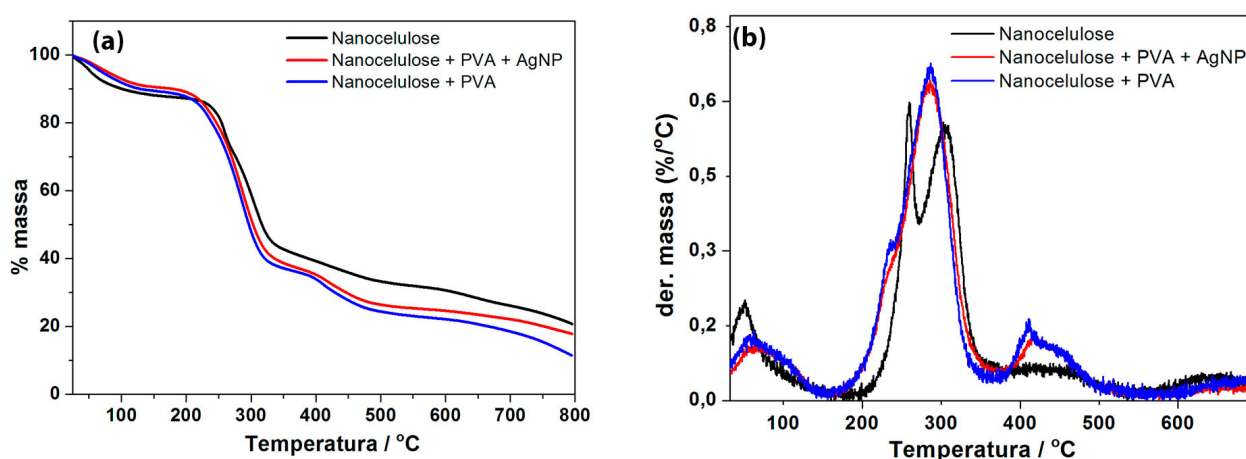 (a)
Nanocelulose
Nanocelulose + PVA + AgNP
Nanocelulose + PVA
% massa
100
80
60
40
20
0
100 200 300 400 500 600 700 800
Temperatura / °C
(b)
Nanocelulose
Nanocelulose + PVA + AgNP
Nanocelulose + PVA
der. massa (%/°C)
0,8
0,6
0,5
0,3
0,2
0,0
100 200 300 400 500 600
Temperatura / °C